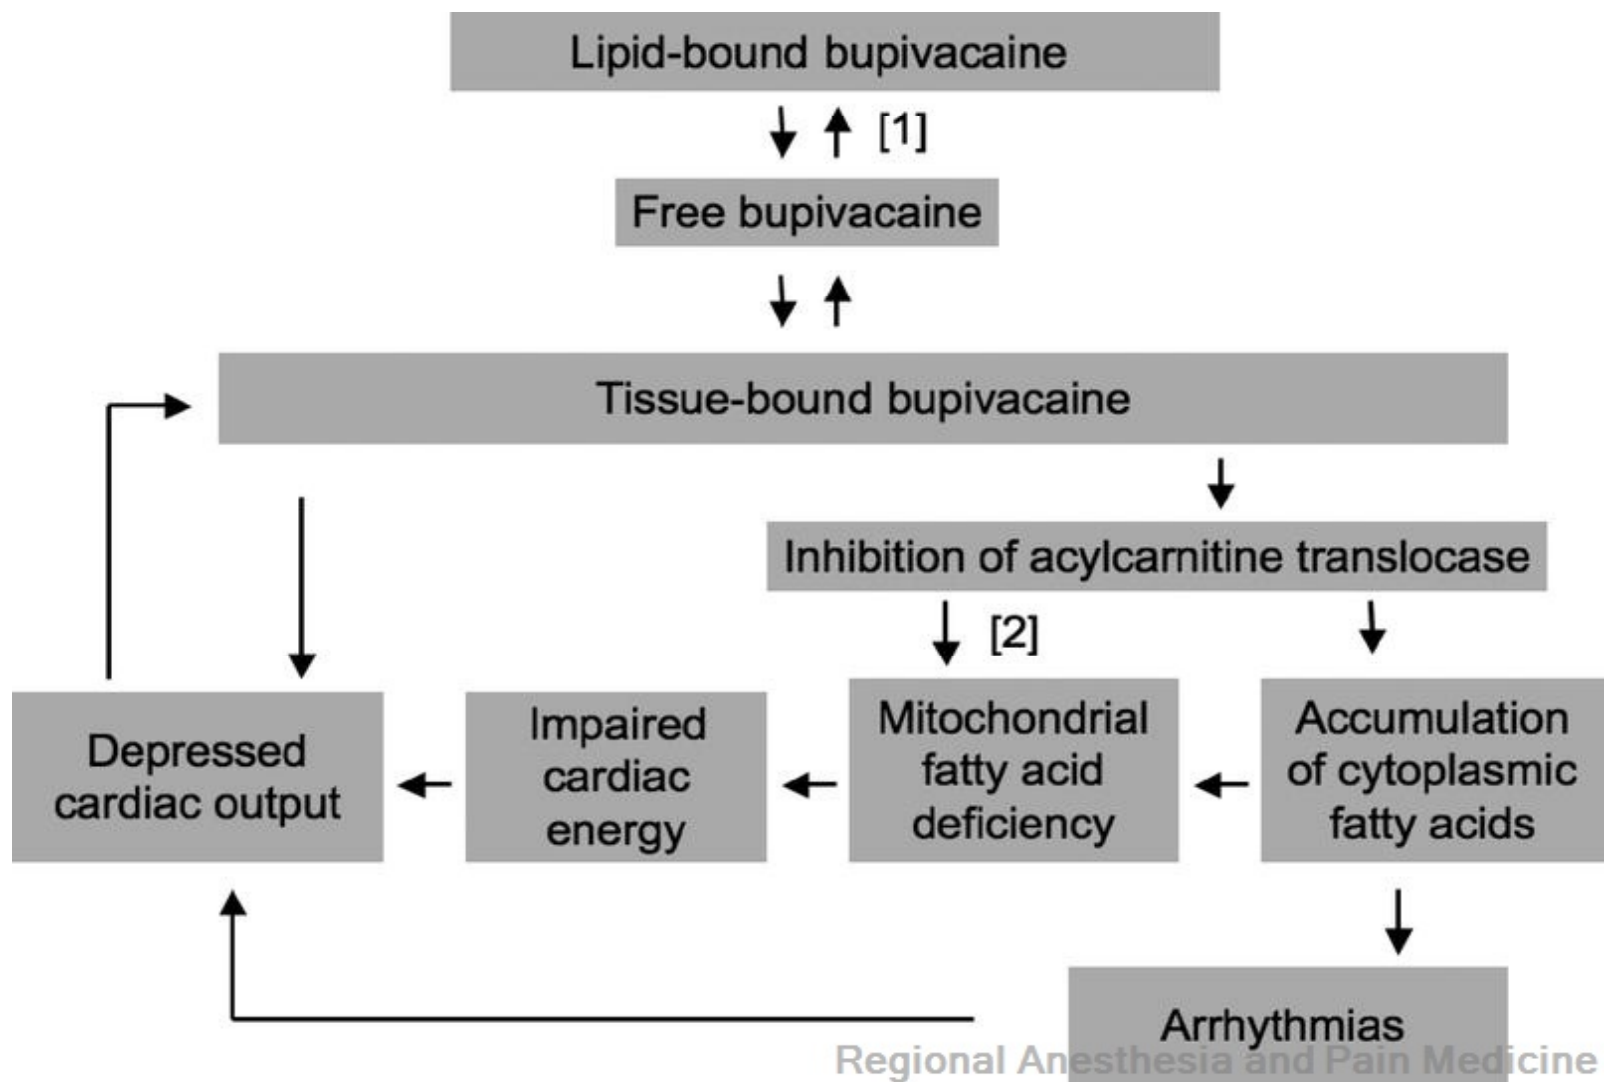 Lipid-bound bupivacaine
[1]
Free bupivacaine
Tissue-bound bupivacaine
Inhibition of acylcarnitine translocase
[2]
Depressed
cardiac output
Impaired
cardiac
energy
Mitochondrial
fatty acid
deficiency
Accumulation
of cytoplasmic
fatty acids
Arrhythmias
Regional Anesthesia and Pain Medicine